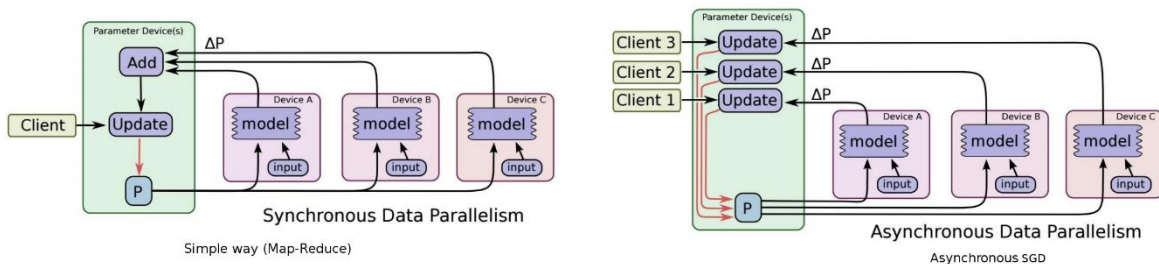 Parameter Device(s)
Add
ΔP
Client
Update
P
Device A
model
input
Device B
model
input
Device C
model
input
Synchronous Data Parallelism
Simple way (Map-Reduce)
Parameter Device(s)
Client 3
Update
ΔP
Client 2
Update
ΔP
Client 1
Update
ΔP
P
Device A
model
input
Device B
model
input
Device C
model
input
Asynchronous Data Parallelism
Asynchronous SGD